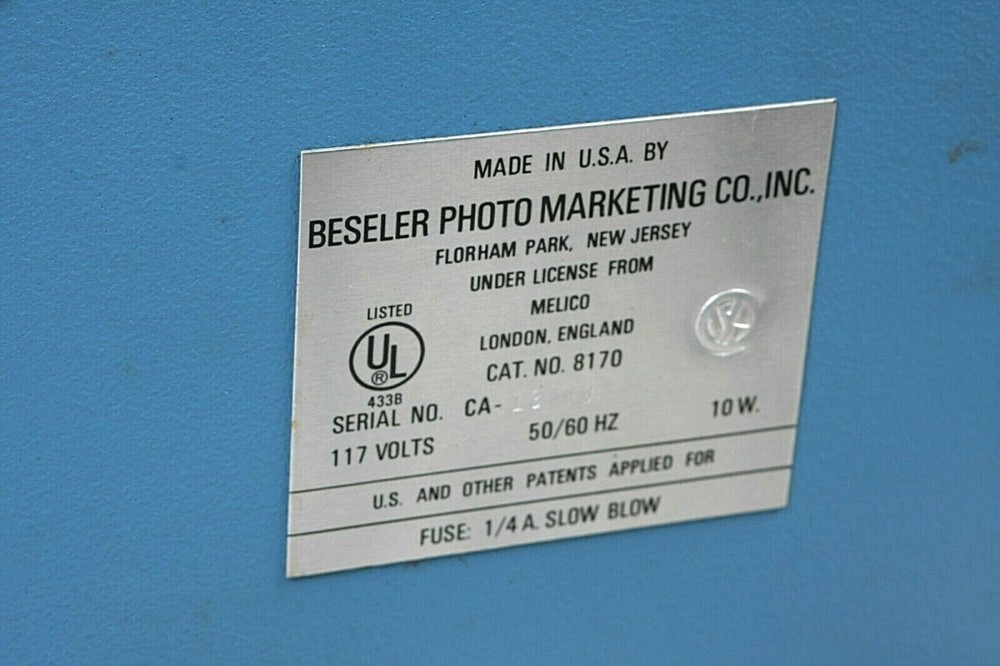 MADE IN U.S.A. BY
BESELER PHOTO MARKETING CO.,INC.
FLORHAM PARK, NEW JERSEY
UNDER LICENSE FROM
MELICO
LONDON, ENGLAND
CAT. NO. 8170
LISTED
UL
®
433B
SERIAL NO. CA-
117 VOLTS 50/60 HZ 10 W.
U.S. AND OTHER PATENTS APPLIED FOR
FUSE: 1/4 A. SLOW BLOW